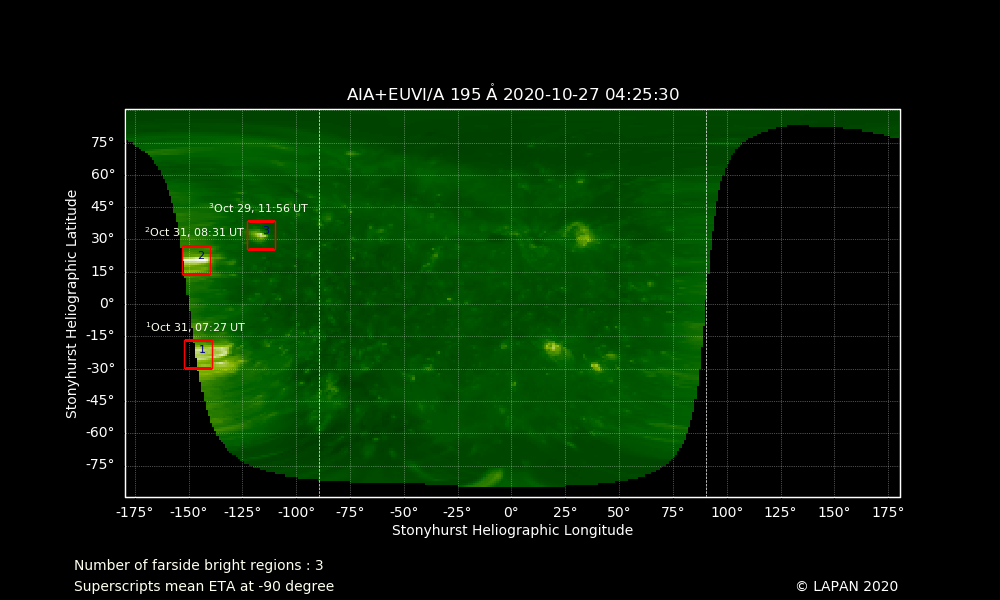 AIA+EUVI/A 195 Å 2020-10-27 04:25:30
Stonyhurst Heliographic Latitude
75°
60°
45°
30°
15°
0°
-15°
-30°
-45°
-60°
-75°
³Oct 29, 11:56 UT
3
²Oct 31, 08:31 UT
2
¹Oct 31, 07:27 UT
1
-175° -150° -125° -100° -75° -50° -25° 0° 25° 50° 75° 100° 125° 150° 175°
Stonyhurst Heliographic Longitude
Number of farside bright regions : 3
Superscripts mean ETA at -90 degree
© LAPAN 2020